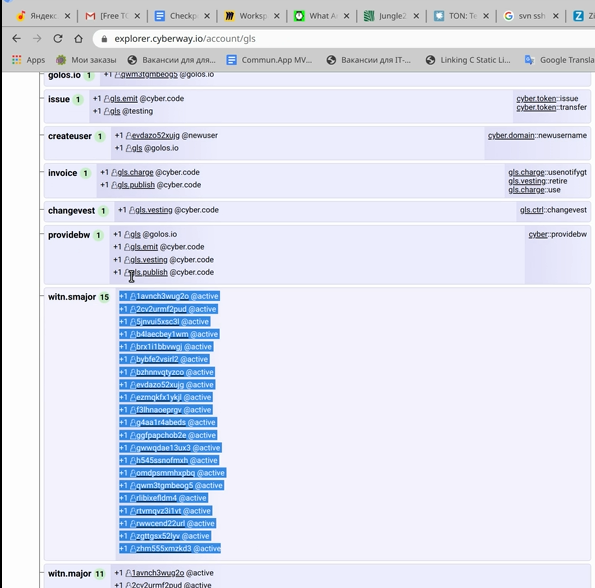 Яндекс
[Free T
Checkp
Worksp
What A
Jungle2
TON: Te
svn ssh
Zi
explorer.cyberway.io/account/gls
Apps
Мои заказы
Вакансии для дл...
Commun.App MV...
Вакансии для IT-...
Linking C Static Li...
Google Transla
golos.io 1 +1 qwm3tgmbeog5 @golos.io
issue 1 +1 gls.emit @cyber.code cyber.token::issue
+1 gls @testing cyber.token::transfer
createuser 1 +1 evdazo52xujg @newuser cyber.domain::newusername
+1 gls @golos.io
invoice 1 +1 gls.charge @cyber.code gls.charge::usenotifygt
+1 gls.publish @cyber.code gls.vesting::retire
gls.charge::use
changevest 1 +1 gls.vesting @cyber.code gls.ctrl::changevest
providebw 1 +1 gls @golos.io cyber::providebw
+1 gls.emit @cyber.code
+1 gls.vesting @cyber.code
+1 gls.publish @cyber.code
witn.smajor 15 +1 1avnch3wug2o @active
+1 2cv2urmf2pud @active
+1 5jnvui5xsc3l @active
+1 b4laecbey1wm @active
+1 brx1i1bbvwgj @active
+1 bybfe2vsirl2 @active
+1 bzhnnvqtyzco @active
+1 evdazo52xujg @active
+1 ezmqkfx1ykjl @active
+1 f3lhnaoeprgv @active
+1 g4aa1r4abeds @active
+1 ggfpapchob2e @active
+1 gwwqdae13ux3 @active
+1 h545ssnofmxh @active
+1 omdpsmmhxpbq @active
+1 qwm3tgmbeog5 @active
+1 rlibixefldm4 @active
+1 rtvmqvz3i1vt @active
+1 rwwcend22url @active
+1 zgttgsx52lyv @active
+1 zhm555xmzkd3 @active
witn.major 11 +1 1avnch3wug2o @active
+1 2cv2urmf2pud @active